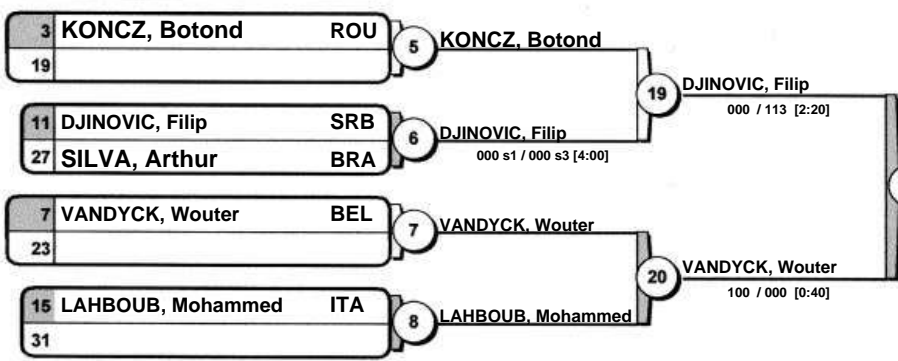 3 KONCZ, Botond ROU
19
5
KONCZ, Botond
11 DJINOVIC, Filip SRB
27 SILVA, Arthur BRA
6
DJINOVIC, Filip
000 s1 / 000 s3 [4:00]
19
DJINOVIC, Filip
000 / 113 [2:20]
7 VANDYCK, Wouter BEL
23
7
VANDYCK, Wouter
15 LAHBOUB, Mohammed ITA
31
8
LAHBOUB, Mohammed
20
VANDYCK, Wouter
100 / 000 [0:40]